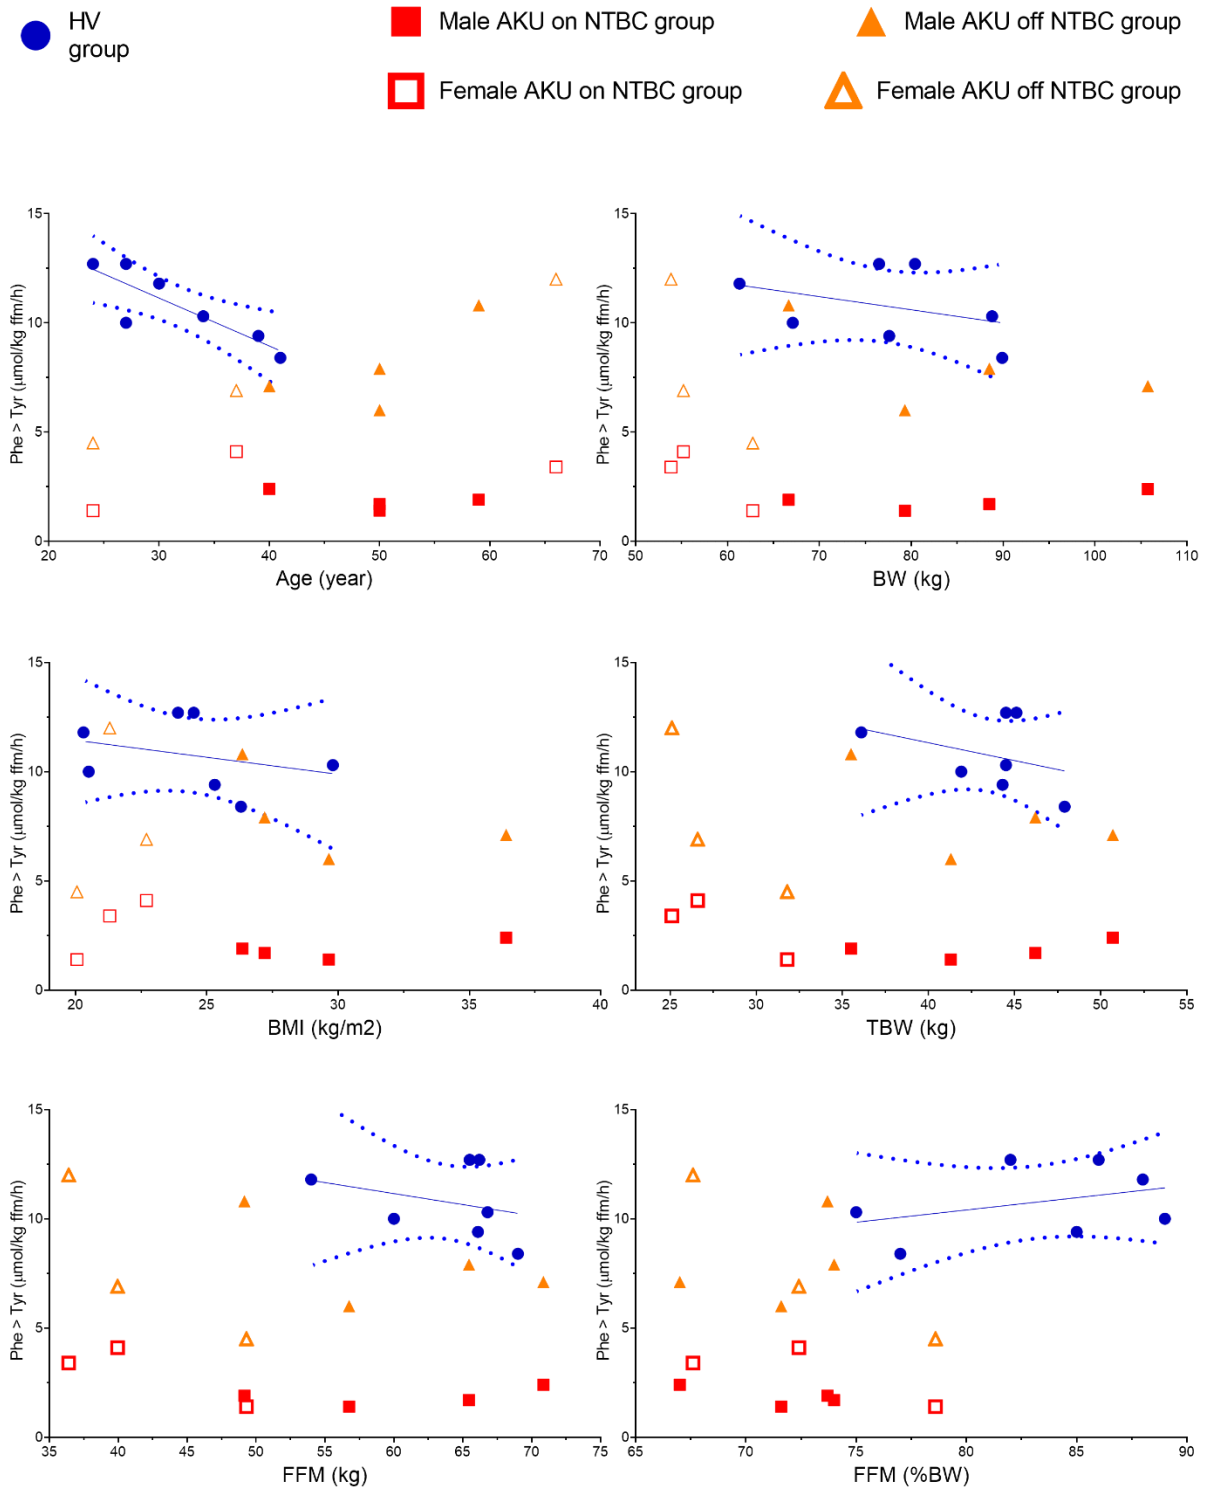 HV
group
Male AKU on NTBC group
Male AKU off NTBC group
Female AKU on NTBC group
Female AKU off NTBC group
Phe > Tyr (µmol/kg ffm/h)
15
10
5
0
20 30 40 50 60 70
Age (year)
Phe > Tyr (µmol/kg ffm/h)
15
10
5
0
50 60 70 80 90 100 110
BW (kg)
Phe > Tyr (µmol/kg ffm/h)
15
10
5
0
20 25 30 35 40
BMI (kg/m2)
Phe > Tyr (µmol/kg ffm/h)
15
10
5
0
25 30 35 40 45 50 55
TBW (kg)
Phe > Tyr (µmol/kg ffm/h)
15
10
5
0
35 40 45 50 55 60 65 70 75
FFM (kg)
Phe > Tyr (µmol/kg ffm/h)
15
10
5
0
65 70 75 80 85 90
FFM (%BW)